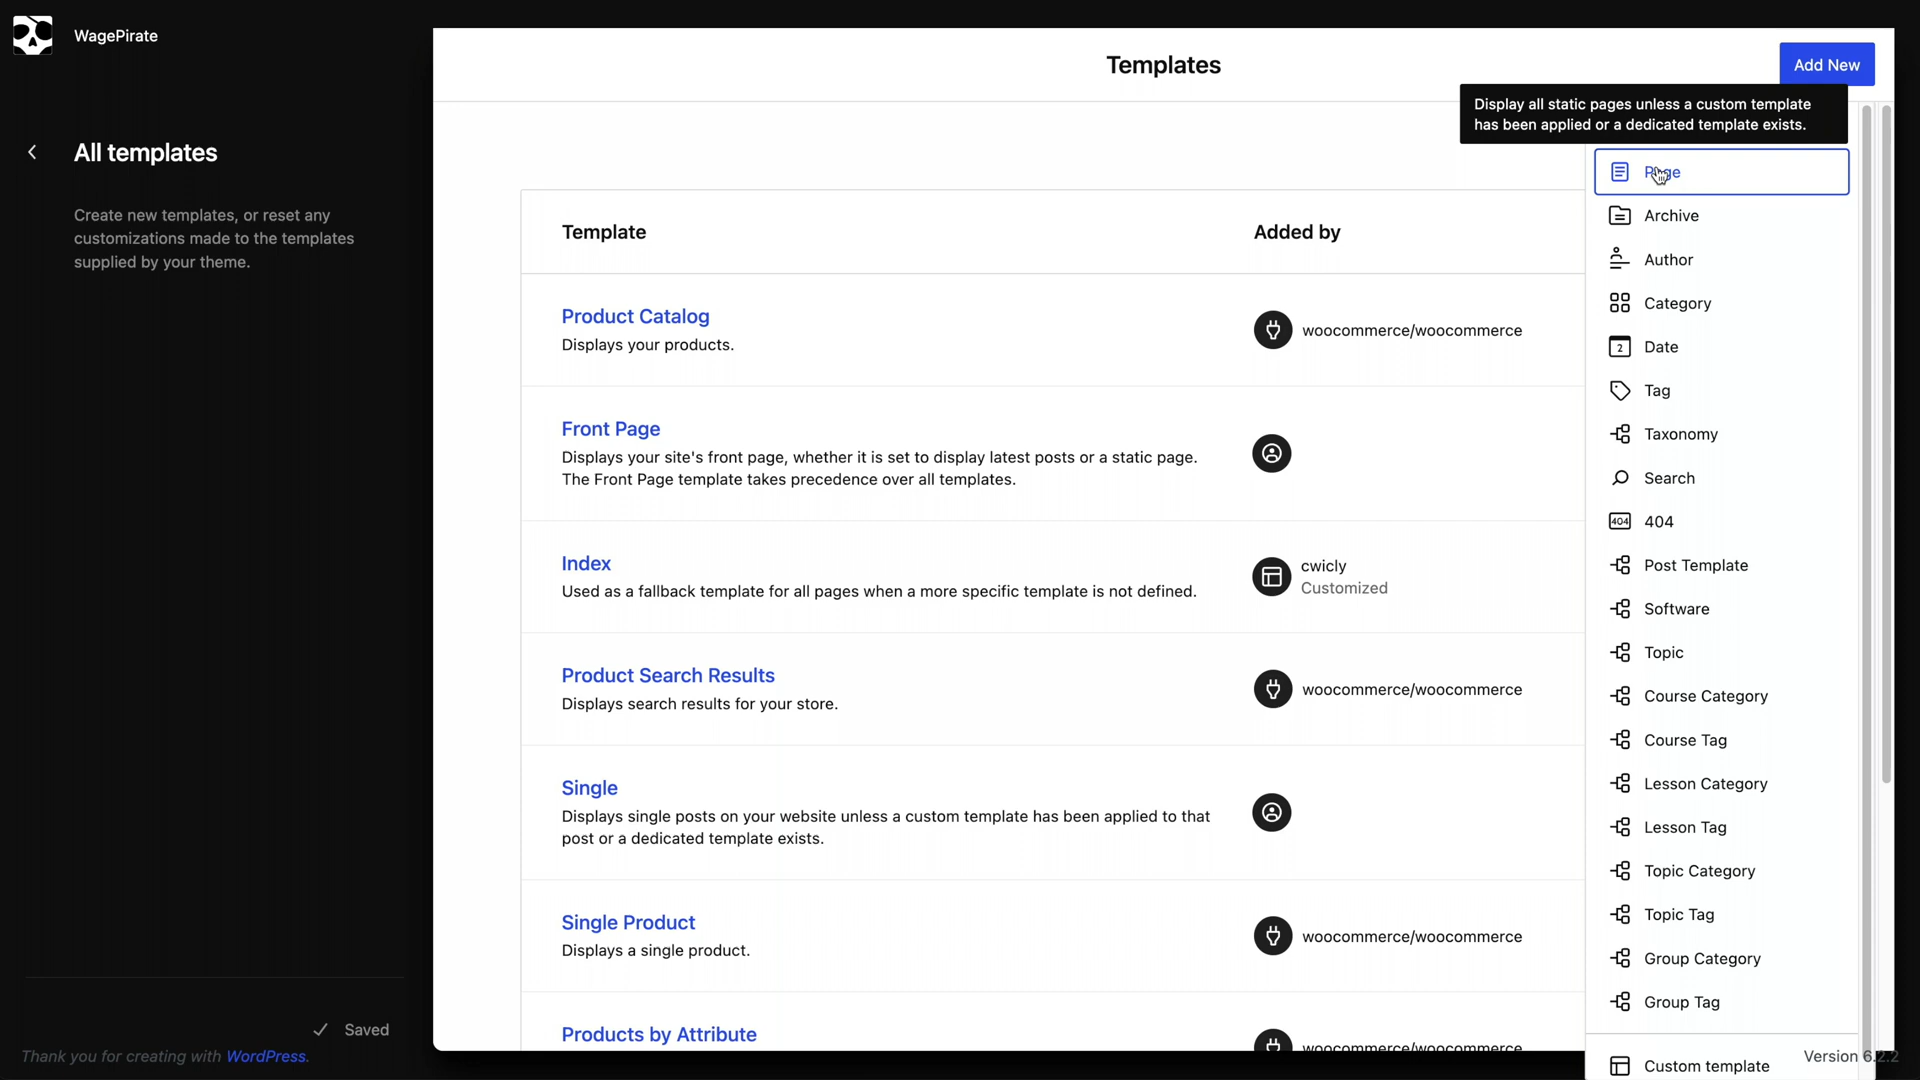 WagePirate
All templates
Create new templates, or reset any
customizations made to the templates
supplied by your theme.
Saved
Thank you for creating with WordPress.
Templates
Add New
Display all static pages unless a custom template
has been applied or a dedicated template exists.
Template
Added by
Product Catalog
Displays your products.
woocommerce/woocommerce
Front Page
Displays your site's front page, whether it is set to display latest posts or a static page.
The Front Page template takes precedence over all templates.
Index
Used as a fallback template for all pages when a more specific template is not defined.
cwicly
Customized
Product Search Results
Displays search results for your store.
woocommerce/woocommerce
Single
Displays single posts on your website unless a custom template has been applied to that
post or a dedicated template exists.
Single Product
Displays a single product.
woocommerce/woocommerce
Products by Attribute
woocommerce/woocommerce
Page
Archive
Author
Category
2
Date
Tag
Taxonomy
Search
404
404
Post Template
Software
Topic
Course Category
Course Tag
Lesson Category
Lesson Tag
Topic Category
Topic Tag
Group Category
Group Tag
Custom template
Version 6.2.2